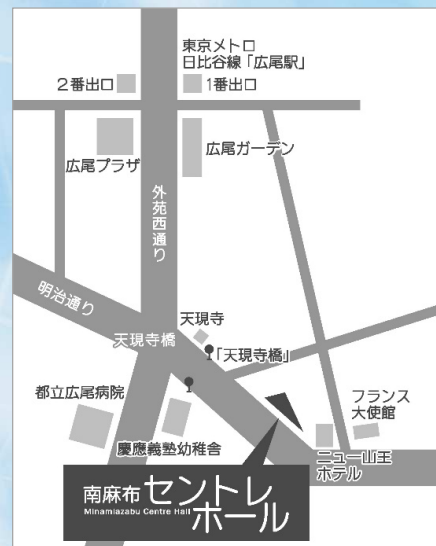 東京メトロ
日比谷線「広尾駅」
2番出口
1番出口
広尾プラザ
広尾ガーデン
外苑西通り
明治通り
天現寺
天現寺橋
「天現寺橋」
都立広尾病院
慶應義塾幼稚舎
フランス
大使館
ニュー山王
ホテル
南麻布セントレ
Minamiazabu Centre Hall
ホール